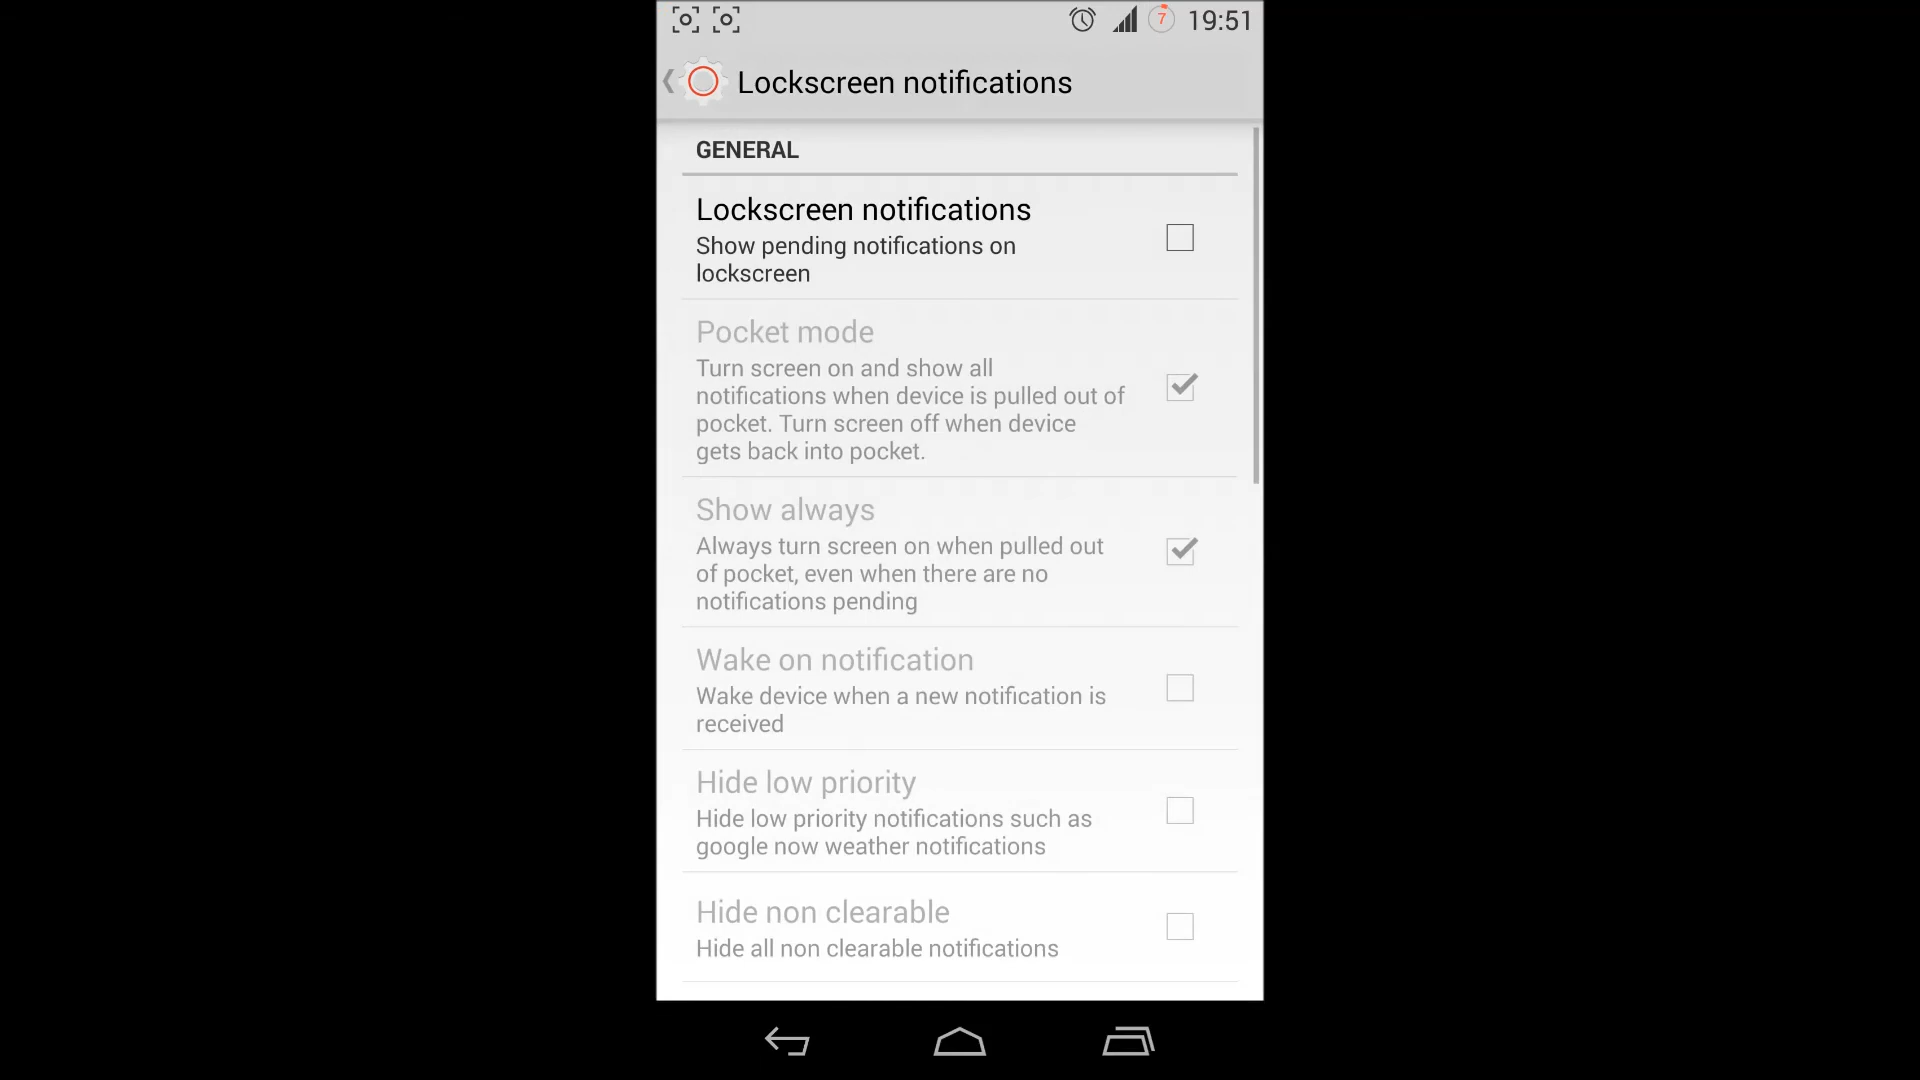 7 19:51
Lockscreen notifications
GENERAL
Lockscreen notifications
Show pending notifications on
lockscreen
Pocket mode
Turn screen on and show all
notifications when device is pulled out of
pocket. Turn screen off when device
gets back into pocket.
Show always
Always turn screen on when pulled out
of pocket, even when there are no
notifications pending
Wake on notification
Wake device when a new notification is
received
Hide low priority
Hide low priority notifications such as
google now weather notifications
Hide non clearable
Hide all non clearable notifications